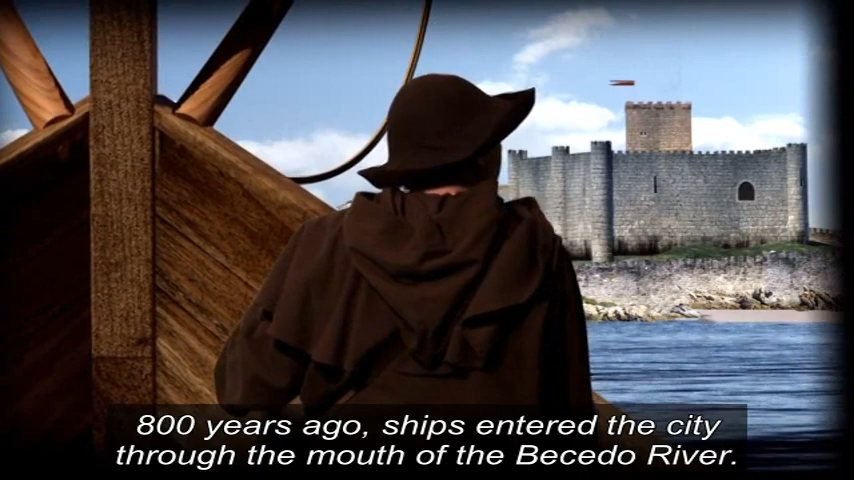 800 years ago, ships entered the city
through the mouth of the Becedo River.